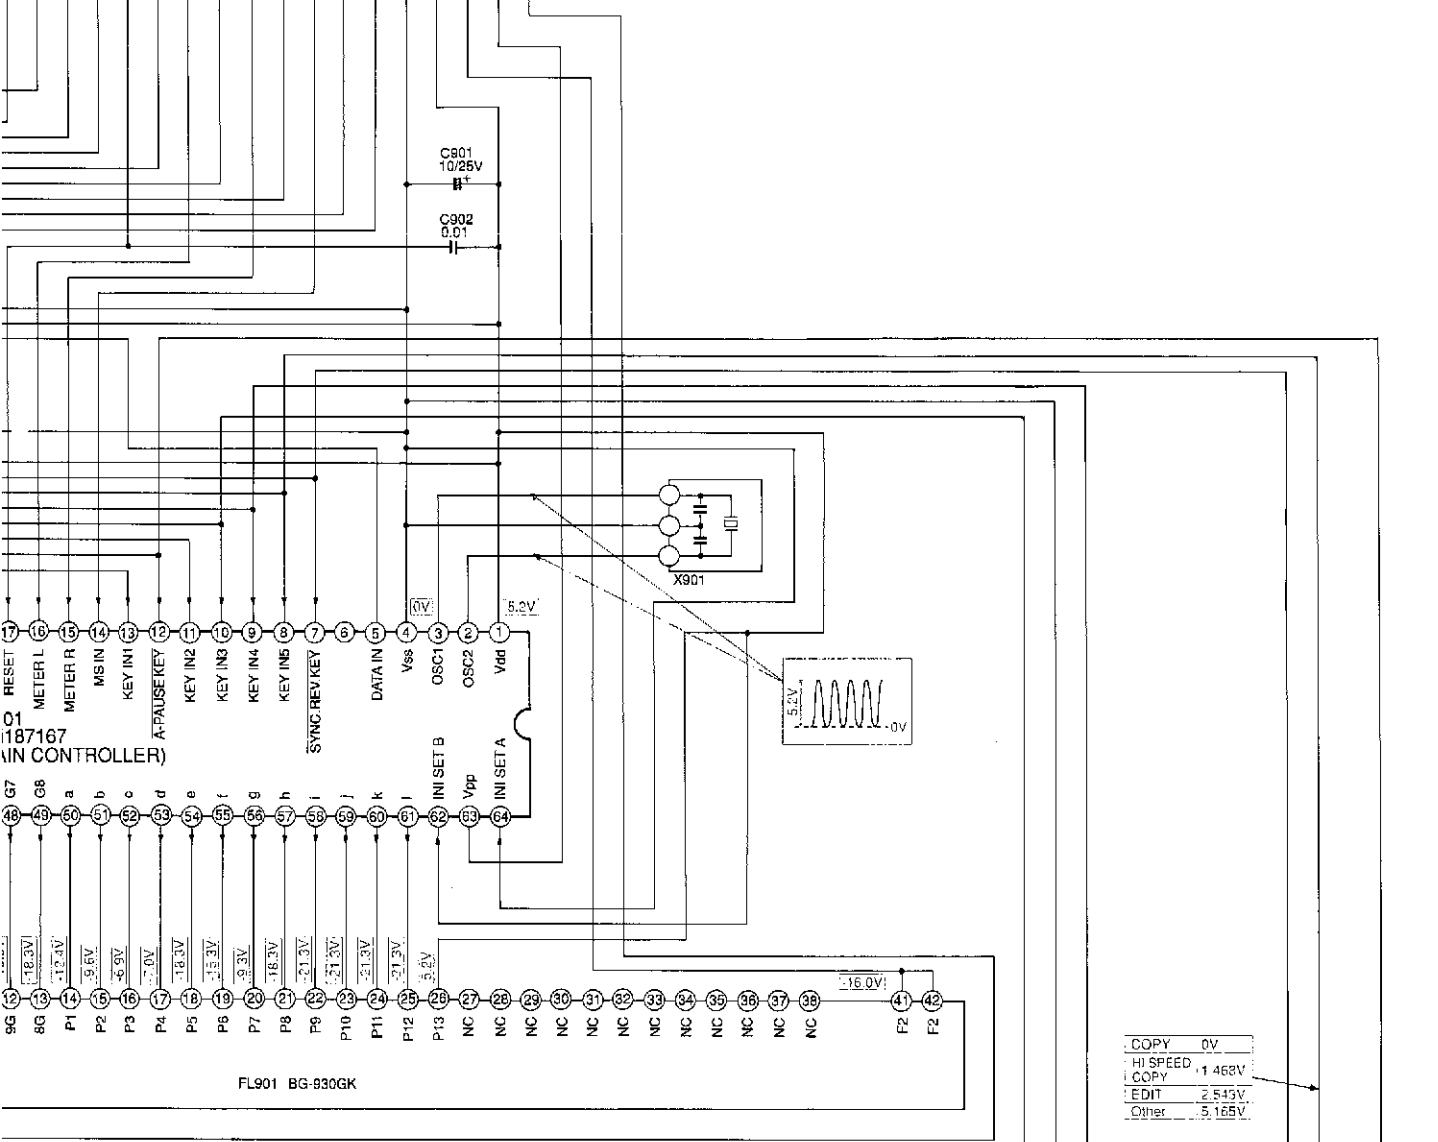 C901
10/25V
+
C902
0.01
X901
0V
5.2V
17 16 15 14 13 12 11 10 9 8 7 6 5 4 3 2 1
RESET
METER L
METER R
MS IN
KEY IN1
A-PAUSE KEY
KEY IN2
KEY IN3
KEY IN4
KEY IN5
SYNC.REV.KEY
DATA IN
Vss
OSC1
OSC2
Vdd
5.2V
0V
01
187167
IN CONTROLLER)
G7
G8
a
b
c
d
e
f
g
h
i
j
k
l
INI SET B
Vpp
INI SET A
48 49 50 51 52 53 54 55 56 57 58 59 60 61 62 63 64
-18.3V
-12.4V
-9.6V
-6.9V
-18.3V
-15.3V
-9.3V
-18.3V
-21.3V
-21.3V
-21.3V
-21.3V
5.2V
-16.0V
12 13 14 15 16 17 18 19 20 21 22 23 24 25 26 27 28 29 30 31 32 33 34 35 36 37 38 41 42
9G
8G
P1
P2
P3
P4
P5
P6
P7
P8
P9
P10
P11
P12
P13
NC
NC
NC
NC
NC
NC
NC
NC
NC
NC
NC
NC
F2
F2
FL901 BG-930GK
COPY 0V
HI SPEED
COPY
EDIT 2.543V
Other 5.165V